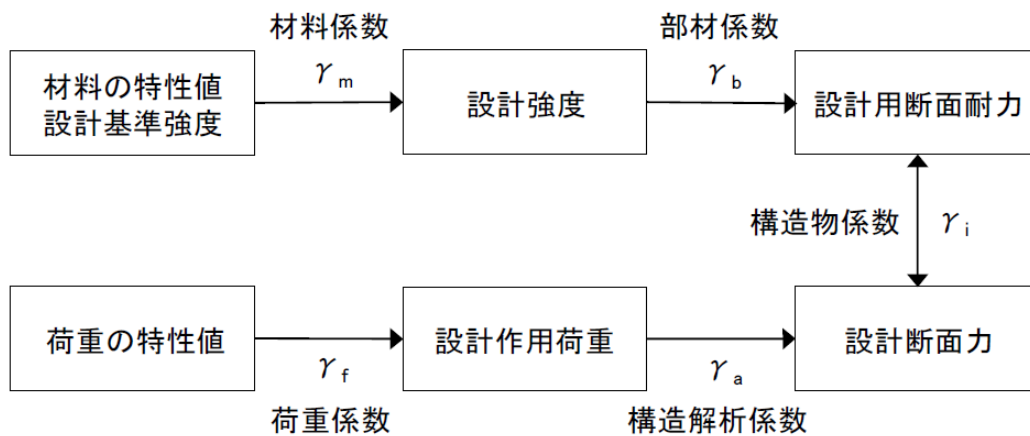 材料係数
γm
部材係数
γb
材料の特性値
設計基準強度
設計強度
設計用断面耐力
構造物係数
γi
荷重の特性値
設計作用荷重
設計断面力
γf
荷重係数
γa
構造解析係数